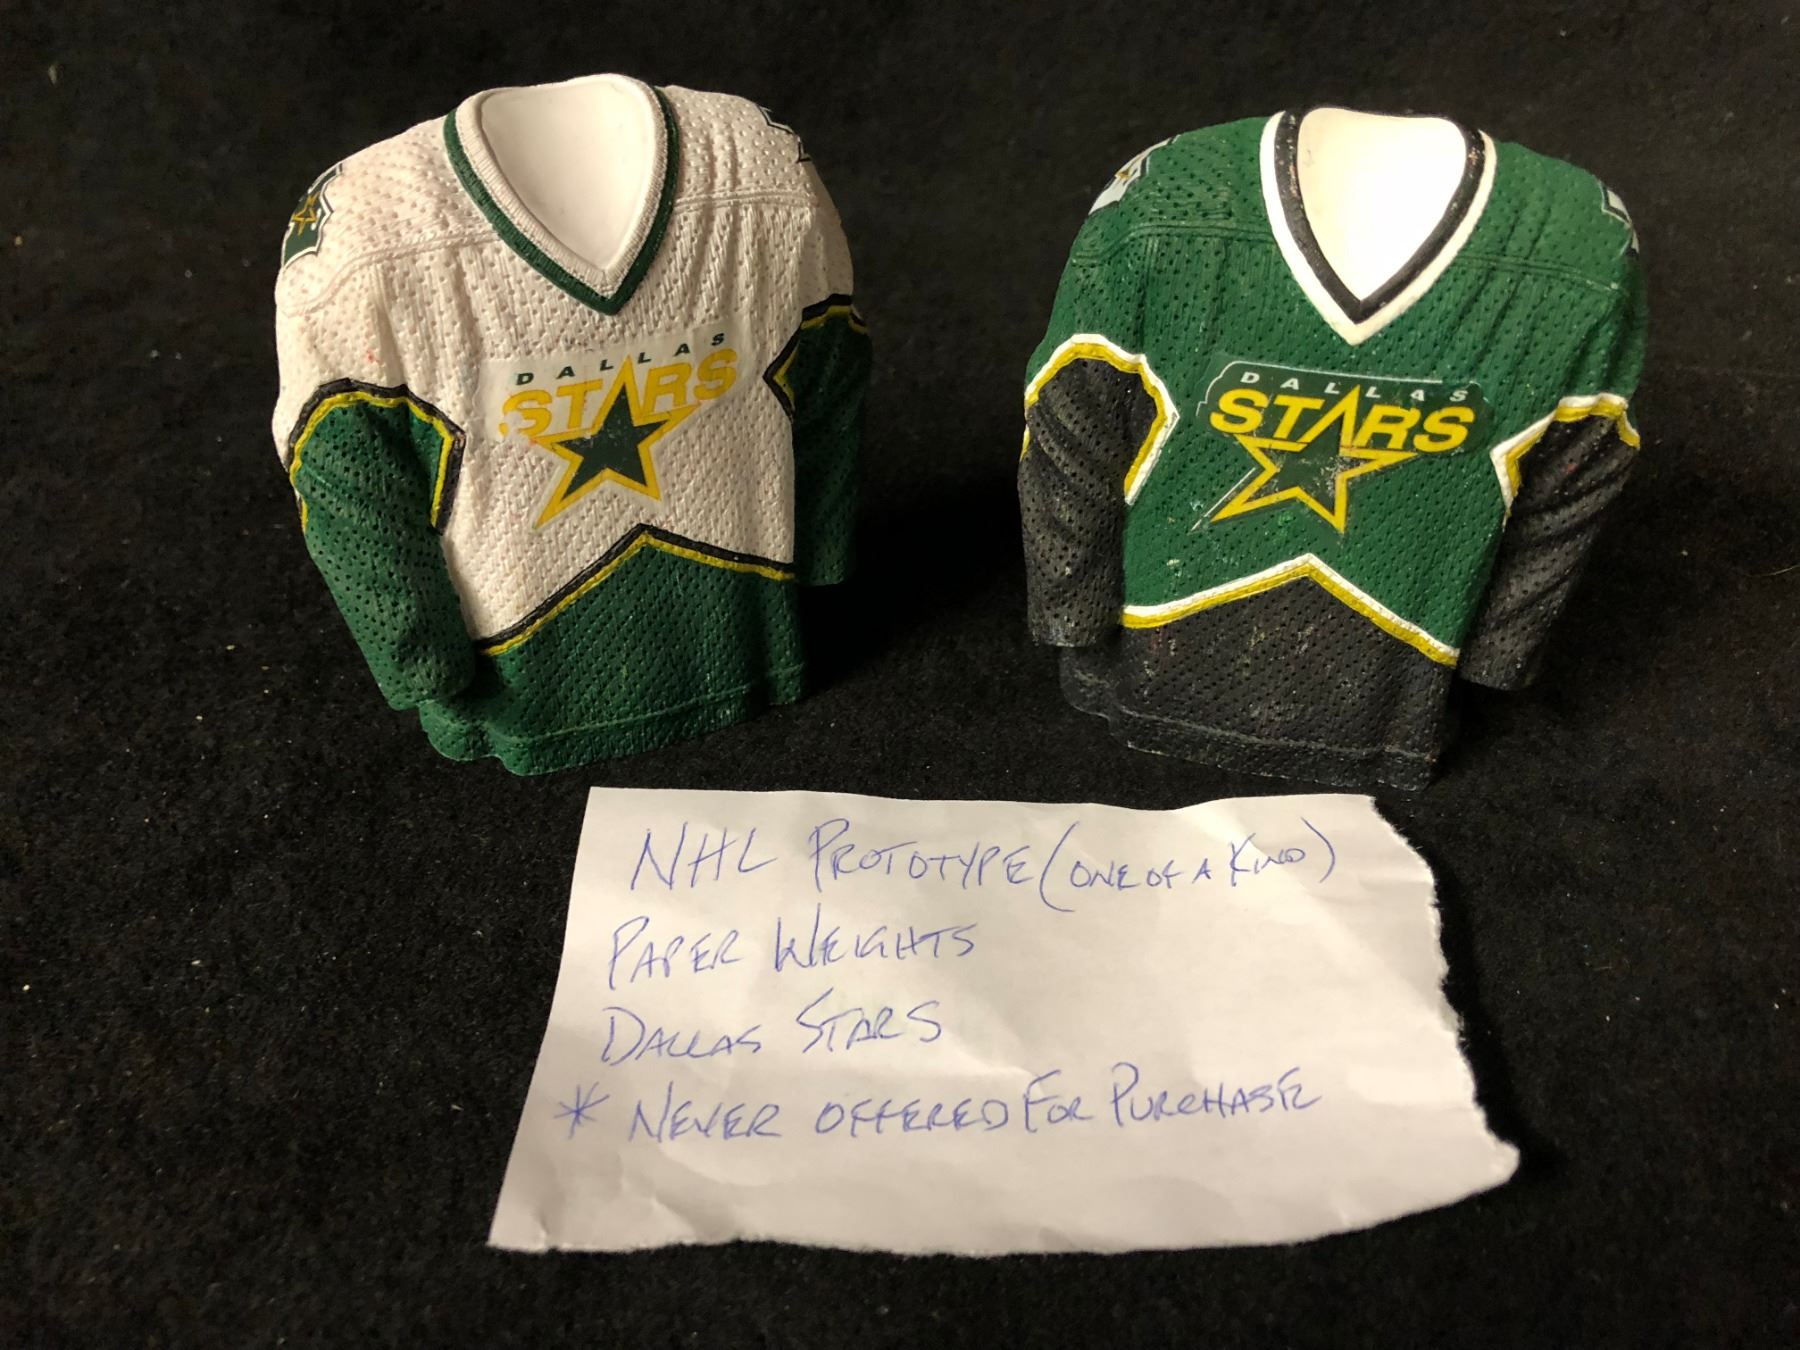 DALLAS
STARS
DALLAS
STARS
NHL PROTOTYPE (ONE OF A KIND)
PAPER WEIGHTS
DALLAS STARS
* NEVER OFFERED FOR PURCHASE